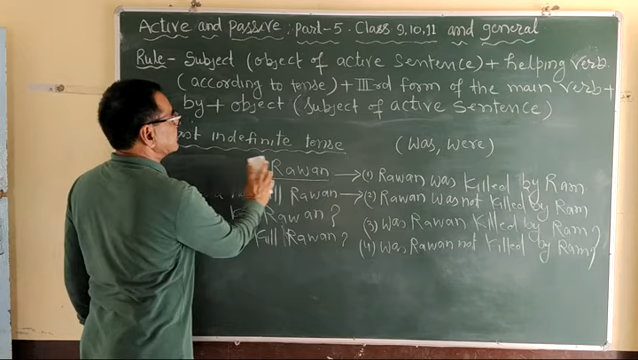 Active and passive: Part-5. Class 9,10,11 and general
Rule- Subject (object of active sentence) + helping verb.
(according to tense) + IIIrd form of the main verb +
by + object (subject of active sentence)
indefinite tense (was, were)
Rawan → (1) Rawan was killed by Ram
Rawan → (2) Rawan was not killed by Ram
Rawan? (3) Was Rawan killed by Ram?
kill Rawan? (4) Was Rawan not killed by Ram?